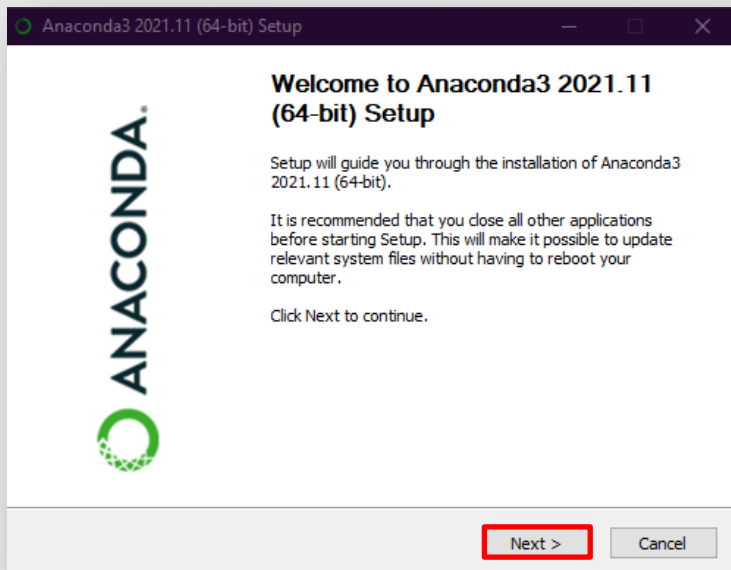 Anaconda3 2021.11 (64-bit) Setup
ANACONDA.
Welcome to Anaconda3 2021.11
(64-bit) Setup
Setup will guide you through the installation of Anaconda3
2021.11 (64-bit).
It is recommended that you close all other applications
before starting Setup. This will make it possible to update
relevant system files without having to reboot your
computer.
Click Next to continue.
Next >
Cancel